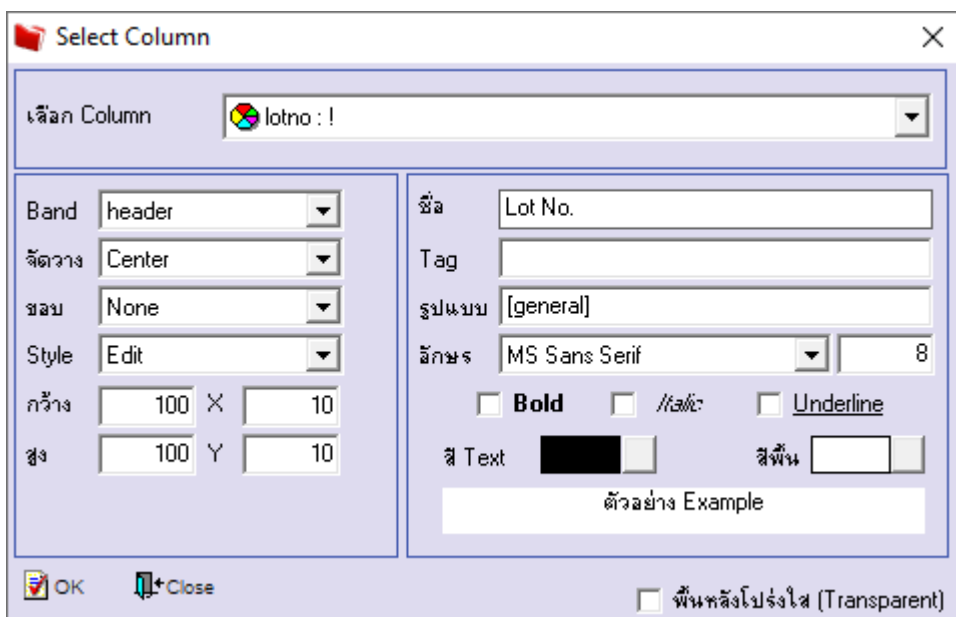 Select Column
เลือก Column lotno : !
Band header
จัดวาง Center
ขอบ None
Style Edit
กว้าง 100 X 10
สูง 100 Y 10
ชื่อ Lot No.
Tag
รูปแบบ [general]
อักษร MS Sans Serif 8
Bold Italic Underline
สี Text สีพื้น
ตัวอย่าง Example
OK Close
พื้นหลังโปร่งใส (Transparent)